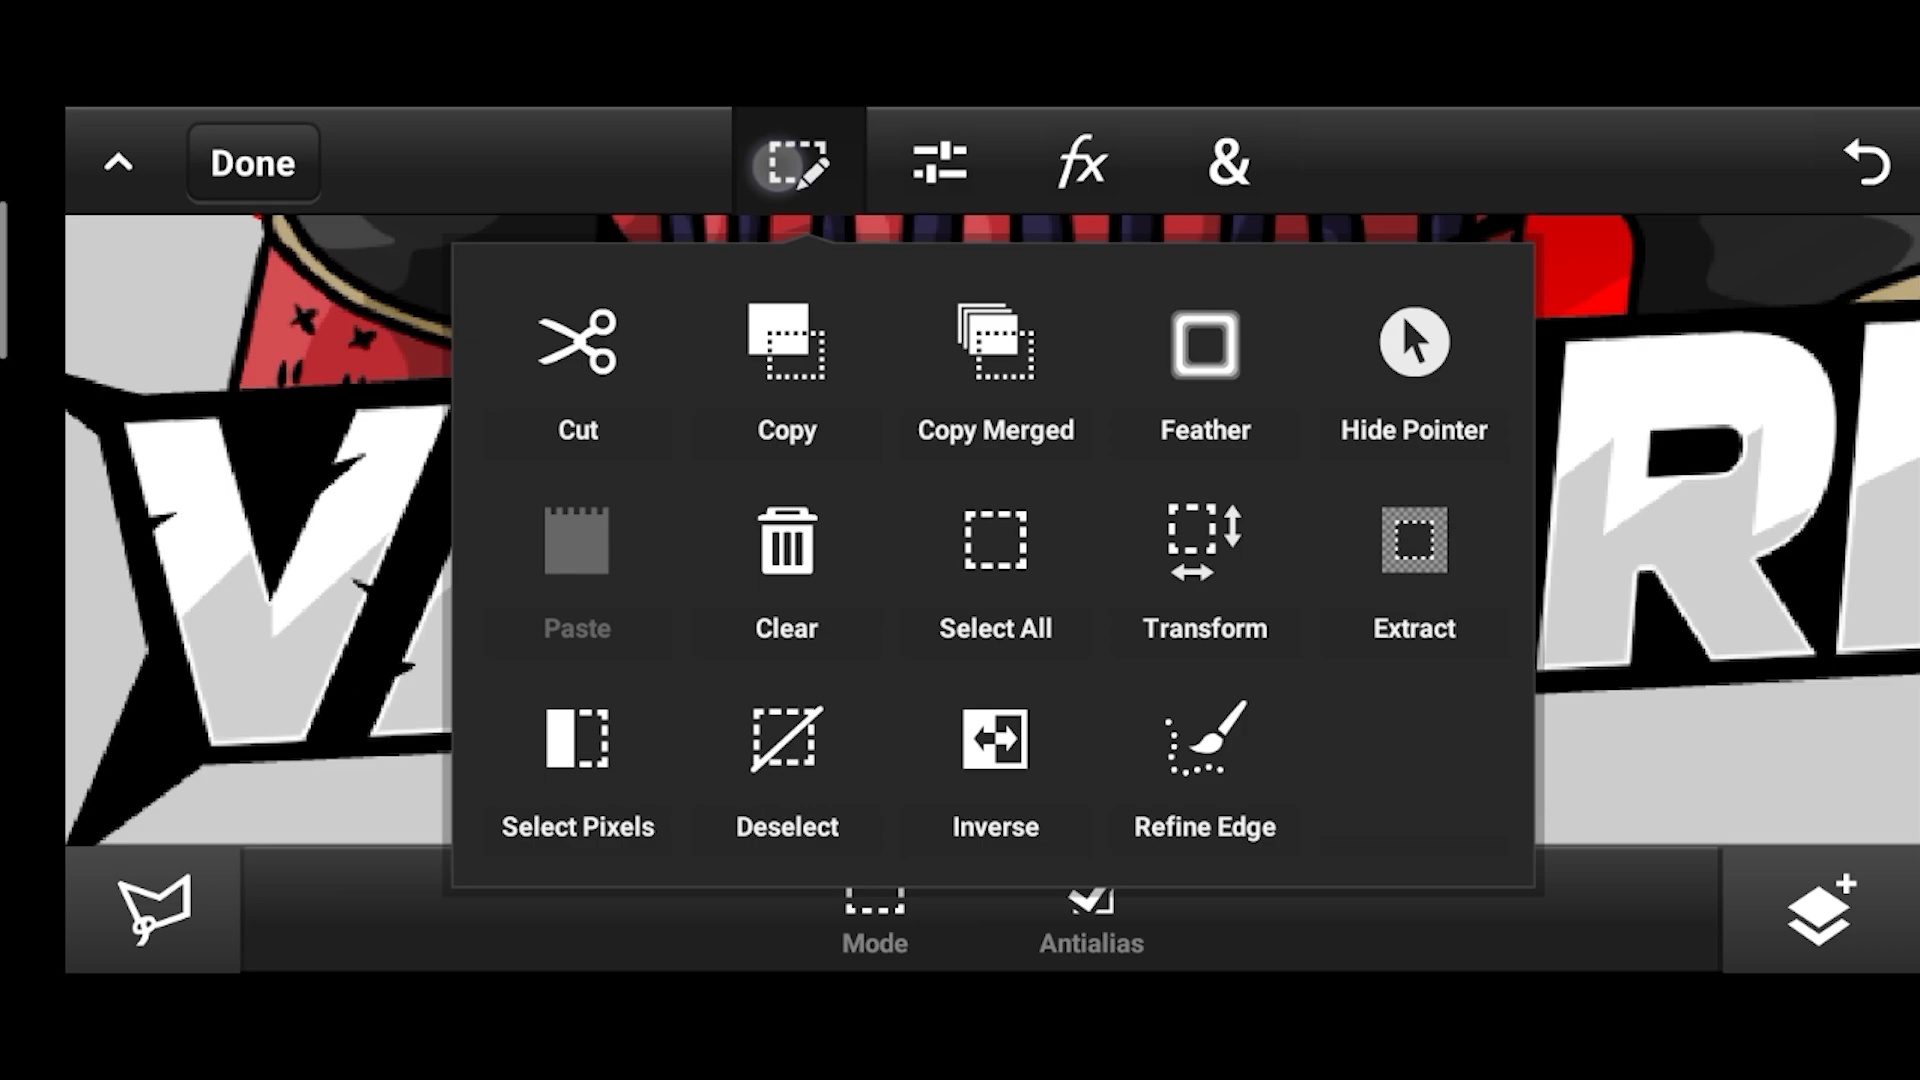 Done fx &
Cut Copy Copy Merged Feather Hide Pointer
Paste Clear Select All Transform Extract
Select Pixels Deselect Inverse Refine Edge
Mode Antialias